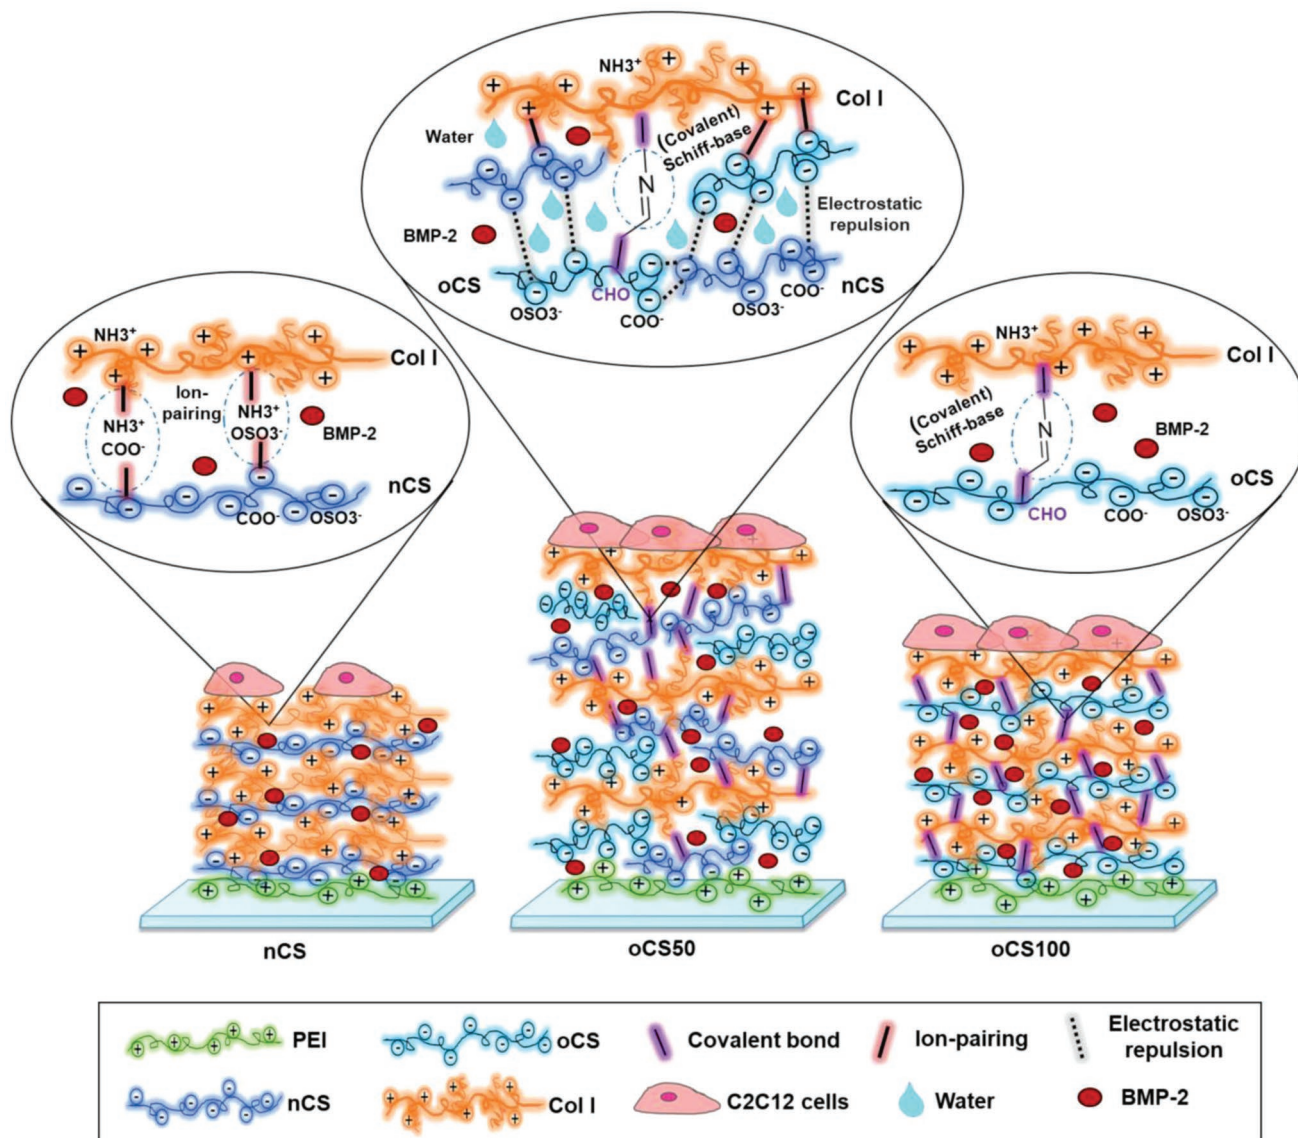 NH3⁺
Col I
Water
(Covalent)
Schiff-base
N
BMP-2
Electrostatic
repulsion
oCS
CHO
OSO3⁻
COO⁻
OSO3⁻
COO⁻
nCS
NH3⁺
Col I
Ion-
pairing
NH3⁺
COO⁻
NH3⁺
OSO3⁻
BMP-2
nCS
COO⁻
OSO3⁻
NH3⁺
Col I
(Covalent)
Schiff-base
N
BMP-2
oCS
CHO
COO⁻
OSO3⁻
nCS
oCS50
oCS100
PEI
oCS
Covalent bond
Ion-pairing
Electrostatic
repulsion
nCS
Col I
C2C12 cells
Water
BMP-2